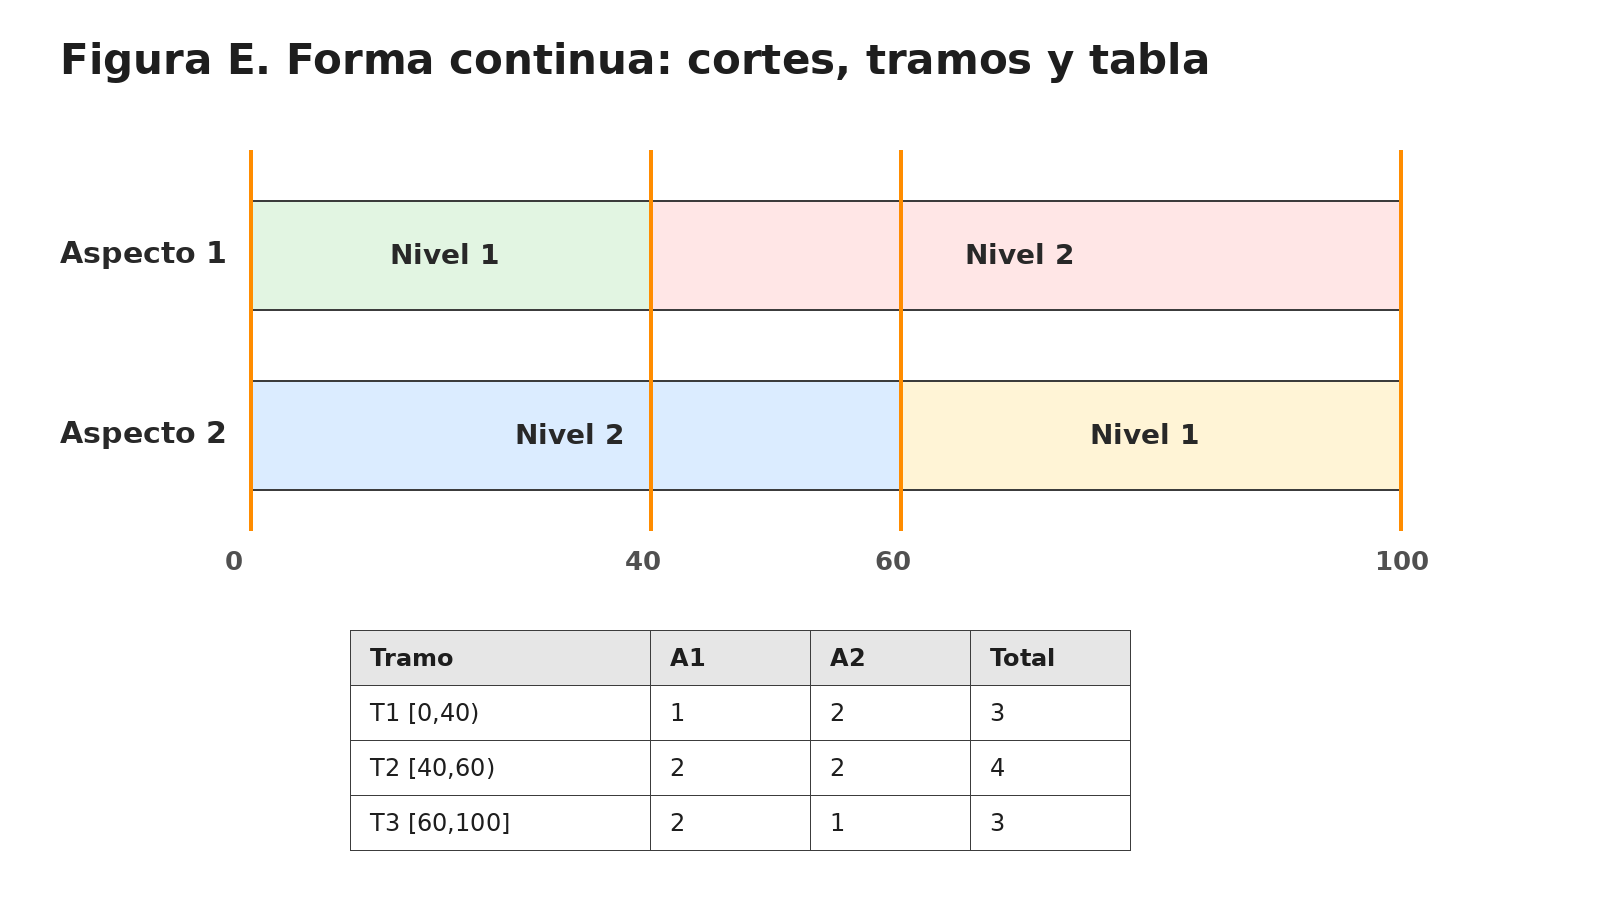 Figura E. Forma continua: cortes, tramos y tabla
Aspecto 1
Nivel 1
Nivel 2
Aspecto 2
Nivel 2
Nivel 1
0 40 60 100
Tramo A1 A2 Total
T1 [0,40) 1 2 3
T2 [40,60) 2 2 4
T3 [60,100] 2 1 3